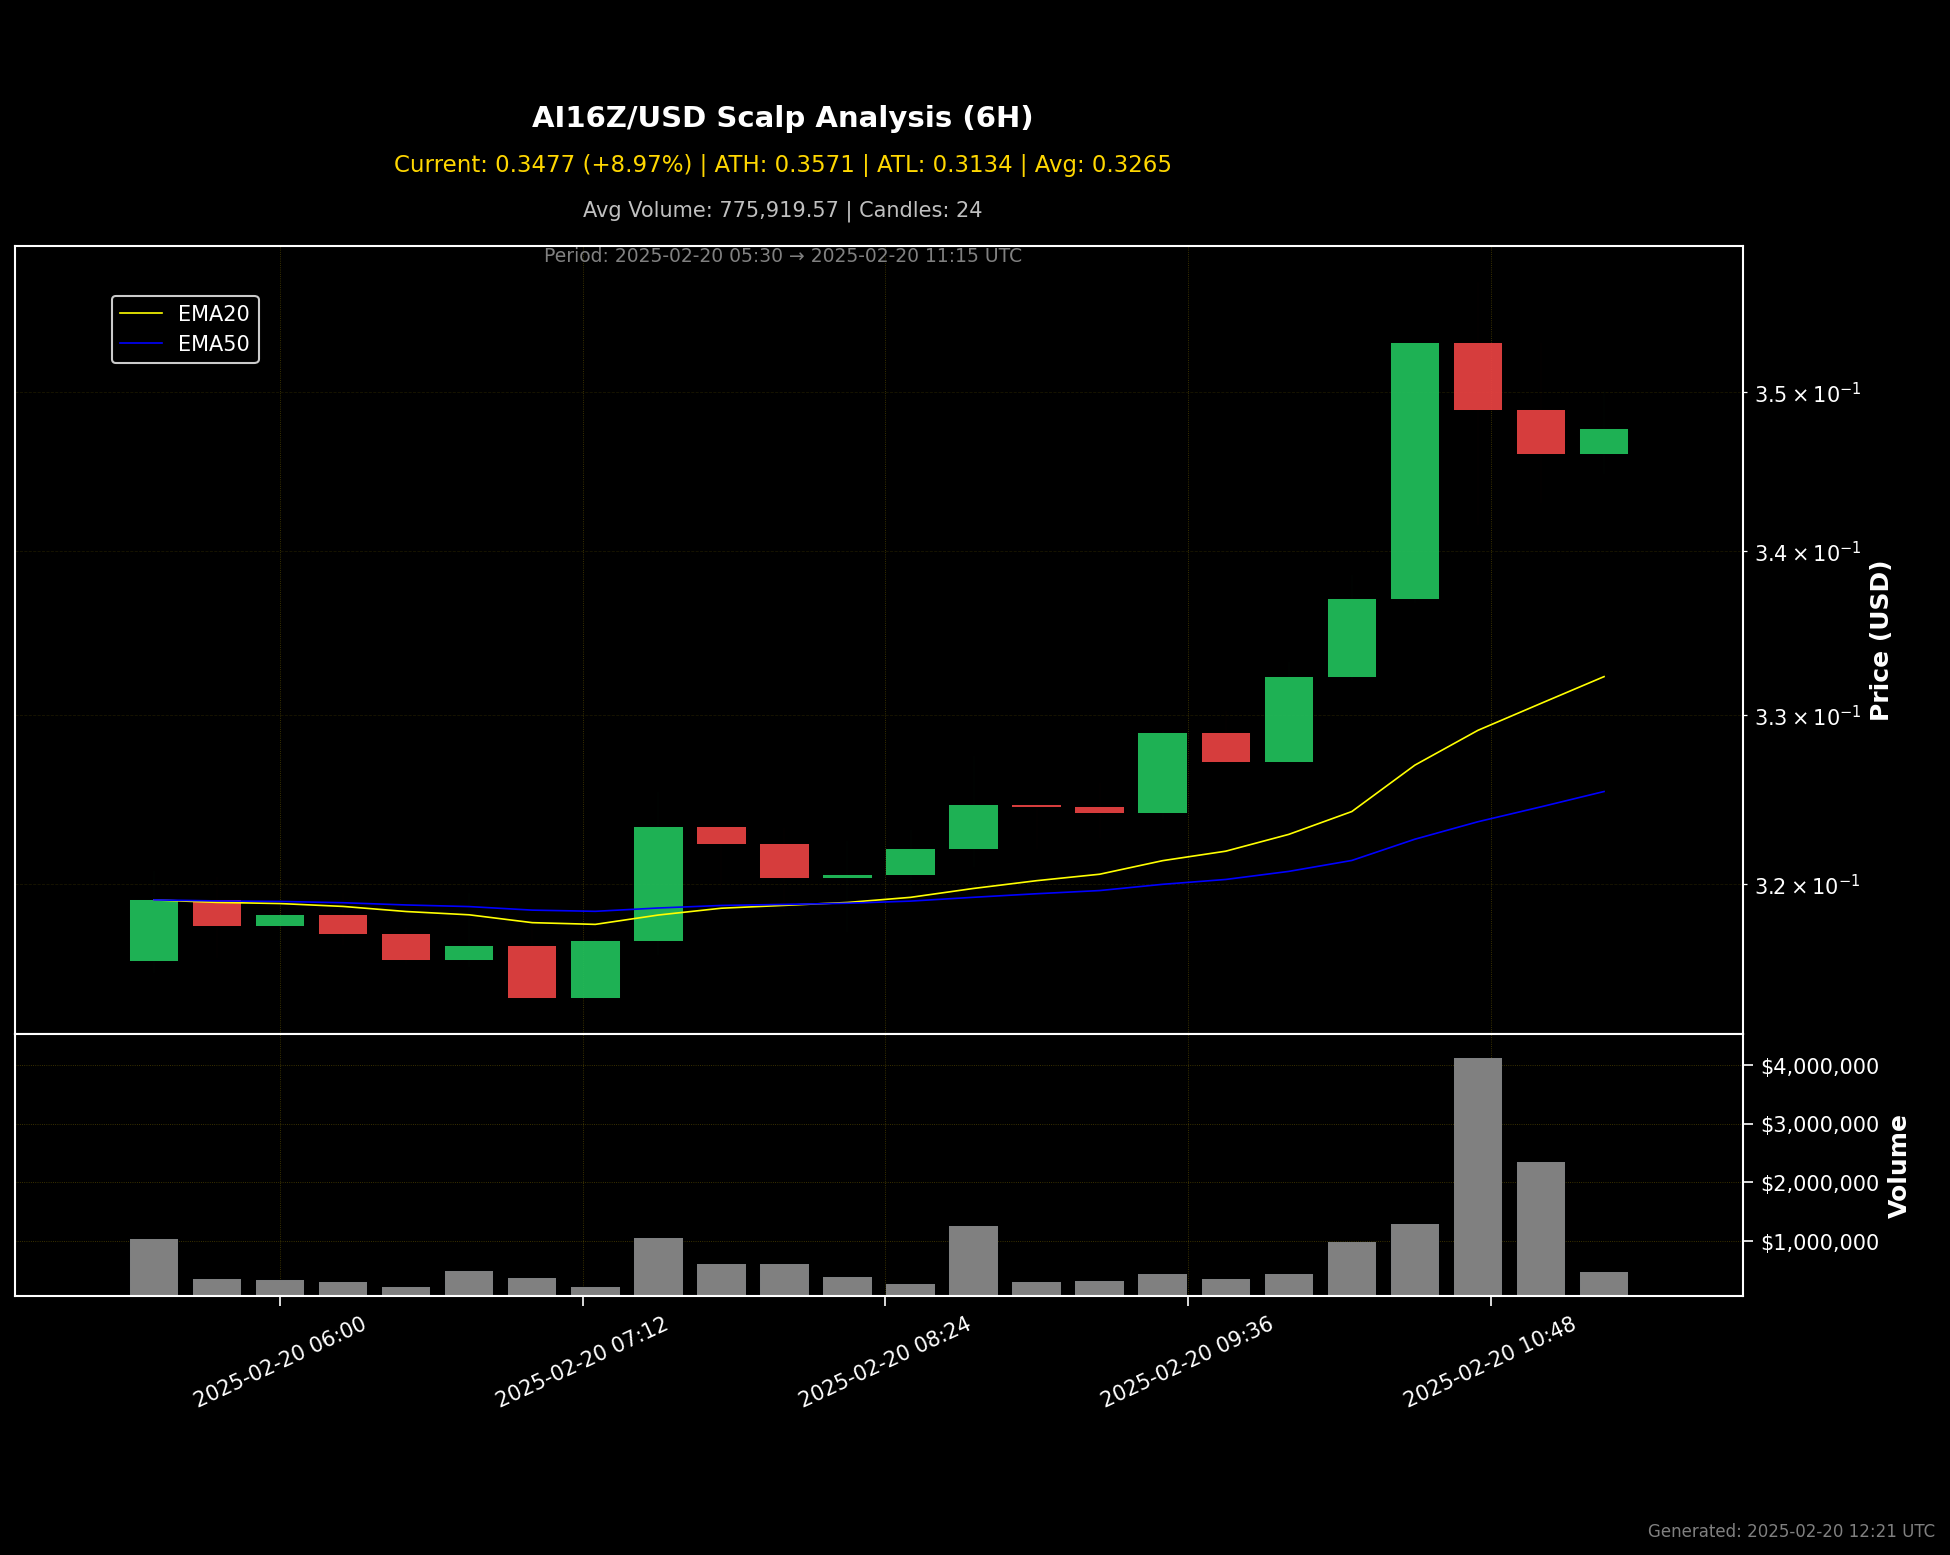 AI16Z/USD Scalp Analysis (6H)
Current: 0.3477 (+8.97%) | ATH: 0.3571 | ATL: 0.3134 | Avg: 0.3265
Avg Volume: 775,919.57 | Candles: 24
Period: 2025-02-20 05:30 → 2025-02-20 11:15 UTC
EMA20
EMA50
3.5 × 10⁻¹
3.4 × 10⁻¹
3.3 × 10⁻¹
3.2 × 10⁻¹
Price (USD)
$4,000,000
$3,000,000
$2,000,000
$1,000,000
Volume
2025-02-20 06:00
2025-02-20 07:12
2025-02-20 08:24
2025-02-20 09:36
2025-02-20 10:48
Generated: 2025-02-20 12:21 UTC